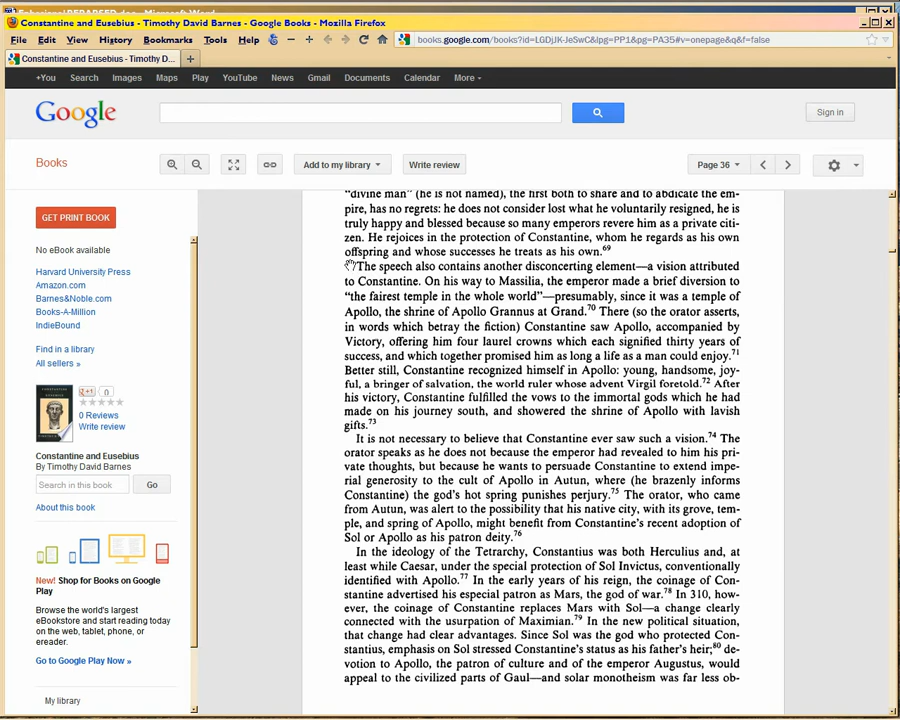 Constantine and Eusebius - Timothy David Barnes - Google Books - Mozilla Firefox
File Edit View History Bookmarks Tools Help
books.google.com/books?id=LGDjJK-JeSwC&lpg=PP1&pg=PA35#v=onepage&q&f=false
Constantine and Eusebius - Timothy D...
+You Search Images Maps Play YouTube News Gmail Documents Calendar More
Google
Sign in
Books
Add to my library
Write review
Page 36
GET PRINT BOOK
No eBook available
Harvard University Press
Amazon.com
Barnes&Noble.com
Books-A-Million
IndieBound
Find in a library
All sellers »
+1 0
0 Reviews
Write review
Constantine and Eusebius
By Timothy David Barnes
Search in this book Go
About this book
New! Shop for Books on Google
Play
Browse the world's largest
eBookstore and start reading today
on the web, tablet, phone, or
ereader.
Go to Google Play Now »
My library
"divine man" (he is not named), the first both to share and to abdicate the em-
pire, has no regrets: he does not consider lost what he voluntarily resigned, he is
truly happy and blessed because so many emperors revere him as a private citi-
zen. He rejoices in the protection of Constantine, whom he regards as his own
offspring and whose successes he treats as his own.69
The speech also contains another disconcerting element—a vision attributed
to Constantine. On his way to Massilia, the emperor made a brief diversion to
"the fairest temple in the whole world"—presumably, since it was a temple of
Apollo, the shrine of Apollo Grannus at Grand.70 There (so the orator asserts,
in words which betray the fiction) Constantine saw Apollo, accompanied by
Victory, offering him four laurel crowns which each signified thirty years of
success, and which together promised him as long a life as a man could enjoy.71
Better still, Constantine recognized himself in Apollo: young, handsome, joy-
ful, a bringer of salvation, the world ruler whose advent Virgil foretold.72 After
his victory, Constantine fulfilled the vows to the immortal gods which he had
made on his journey south, and showered the shrine of Apollo with lavish
gifts.73
It is not necessary to believe that Constantine ever saw such a vision.74 The
orator speaks as he does not because the emperor had revealed to him his pri-
vate thoughts, but because he wants to persuade Constantine to extend impe-
rial generosity to the cult of Apollo in Autun, where (he brazenly informs
Constantine) the god's hot spring punishes perjury.75 The orator, who came
from Autun, was alert to the possibility that his native city, with its grove, tem-
ple, and spring of Apollo, might benefit from Constantine's recent adoption of
Sol or Apollo as his patron deity.76
In the ideology of the Tetrarchy, Constantius was both Herculius and, at
least while Caesar, under the special protection of Sol Invictus, conventionally
identified with Apollo.77 In the early years of his reign, the coinage of Con-
stantine advertised his especial patron as Mars, the god of war.78 In 310, how-
ever, the coinage of Constantine replaces Mars with Sol—a change clearly
connected with the usurpation of Maximian.79 In the new political situation,
that change had clear advantages. Since Sol was the god who protected Con-
stantius, emphasis on Sol stressed Constantine's status as his father's heir;80 de-
votion to Apollo, the patron of culture and of the emperor Augustus, would
appeal to the civilized parts of Gaul—and solar monotheism was far less ob-